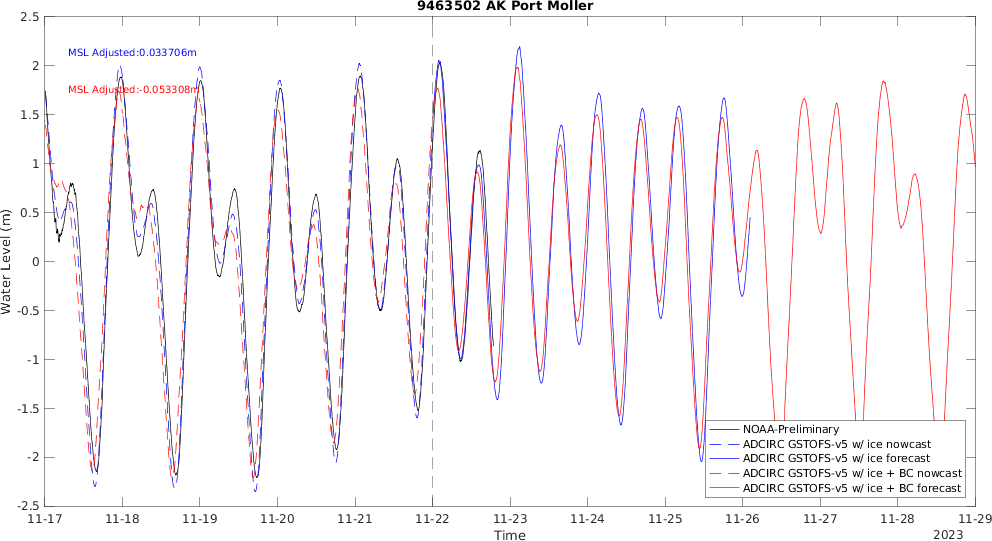 9463502 AK Port Moller
MSL Adjusted:0.033706m
MSL Adjusted:-0.053308m
Water Level (m)
2.5
2
1.5
1
0.5
0
-0.5
-1
-1.5
-2
-2.5
NOAA-Preliminary
ADCIRC GSTOFS-v5 w/ ice nowcast
ADCIRC GSTOFS-v5 w/ ice forecast
ADCIRC GSTOFS-v5 w/ ice + BC nowcast
ADCIRC GSTOFS-v5 w/ ice + BC forecast
11-17 11-18 11-19 11-20 11-21 11-22 11-23 11-24 11-25 11-26 11-27 11-28 11-29
Time
2023